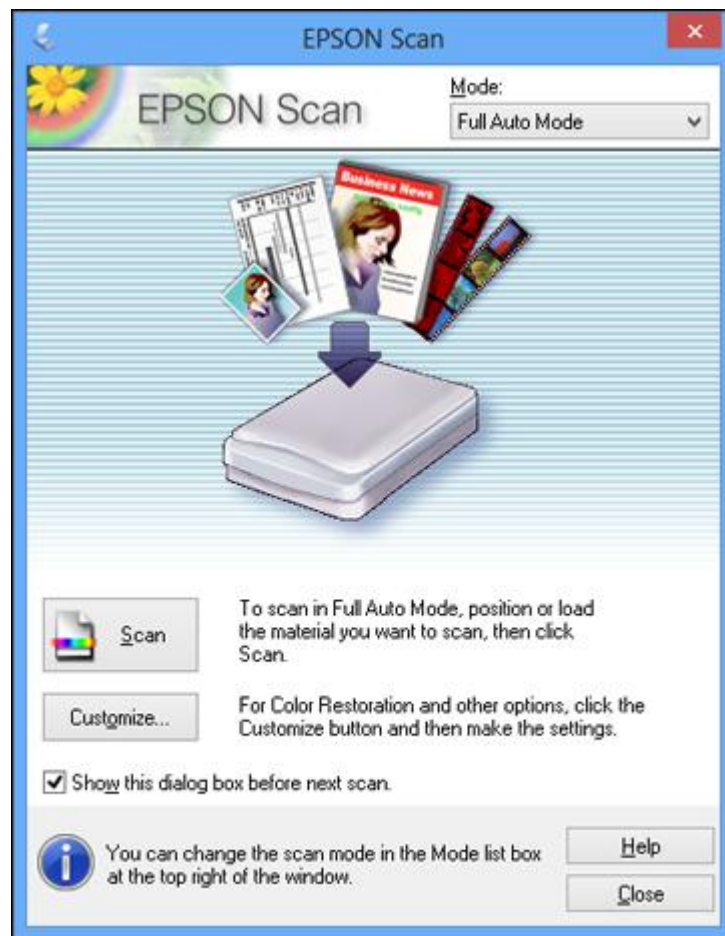 EPSON Scan
EPSON Scan
Mode:
Full Auto Mode
Business News
Scan
To scan in Full Auto Mode, position or load
the material you want to scan, then click
Scan.
Customize...
For Color Restoration and other options, click the
Customize button and then make the settings.
Show this dialog box before next scan.
You can change the scan mode in the Mode list box
at the top right of the window.
Help
Close